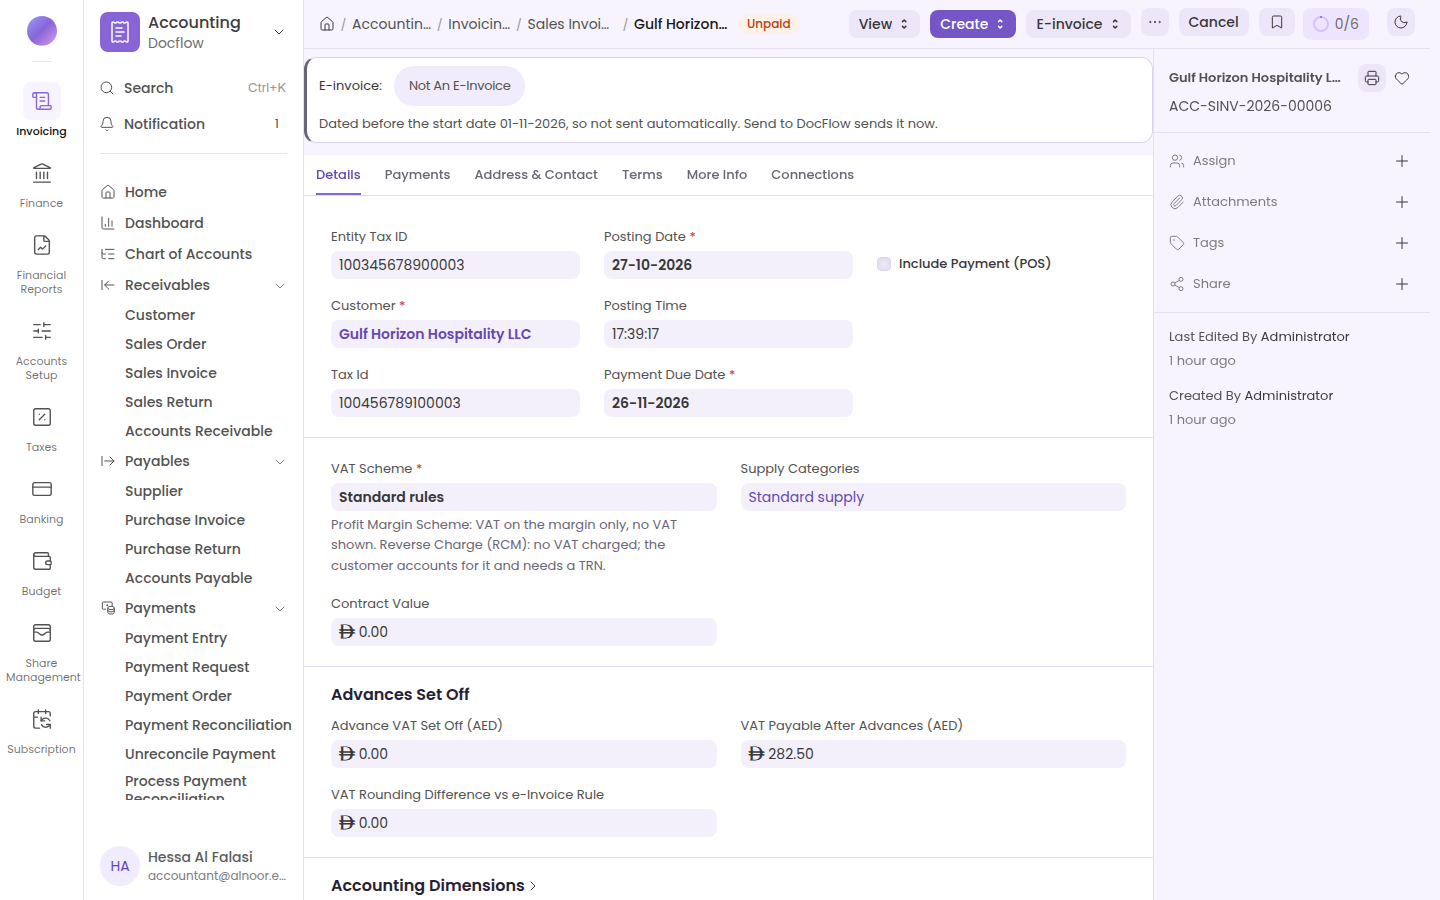 Invoicing
Finance
Financial
Reports
Accounts
Setup
Taxes
Banking
Budget
Share
Management
Subscription
Accounting
Docflow
Search Ctrl+K
Notification 1
Home
Dashboard
Chart of Accounts
Receivables
Customer
Sales Order
Sales Invoice
Sales Return
Accounts Receivable
Payables
Supplier
Purchase Invoice
Purchase Return
Accounts Payable
Payments
Payment Entry
Payment Request
Payment Order
Payment Reconciliation
Unreconcile Payment
Process Payment
Reconciliation
HA
Hessa Al Falasi
accountant@alnoor.e...
/ Accountin... / Invoicin... / Sales Invoi... / Gulf Horizon... Unpaid
View Create E-invoice ... Cancel 0/6
E-invoice: Not An E-Invoice
Dated before the start date 01-11-2026, so not sent automatically. Send to DocFlow sends it now.
Details Payments Address & Contact Terms More Info Connections
Entity Tax ID
100345678900003
Posting Date *
27-10-2026
Include Payment (POS)
Customer *
Gulf Horizon Hospitality LLC
Posting Time
17:39:17
Tax Id
100456789100003
Payment Due Date *
26-11-2026
VAT Scheme *
Standard rules
Profit Margin Scheme: VAT on the margin only, no VAT
shown. Reverse Charge (RCM): no VAT charged; the
customer accounts for it and needs a TRN.
Supply Categories
Standard supply
Contract Value
0.00
Advances Set Off
Advance VAT Set Off (AED)
0.00
VAT Payable After Advances (AED)
282.50
VAT Rounding Difference vs e-Invoice Rule
0.00
Accounting Dimensions
Gulf Horizon Hospitality L...
ACC-SINV-2026-00006
Assign
Attachments
Tags
Share
Last Edited By Administrator
1 hour ago
Created By Administrator
1 hour ago